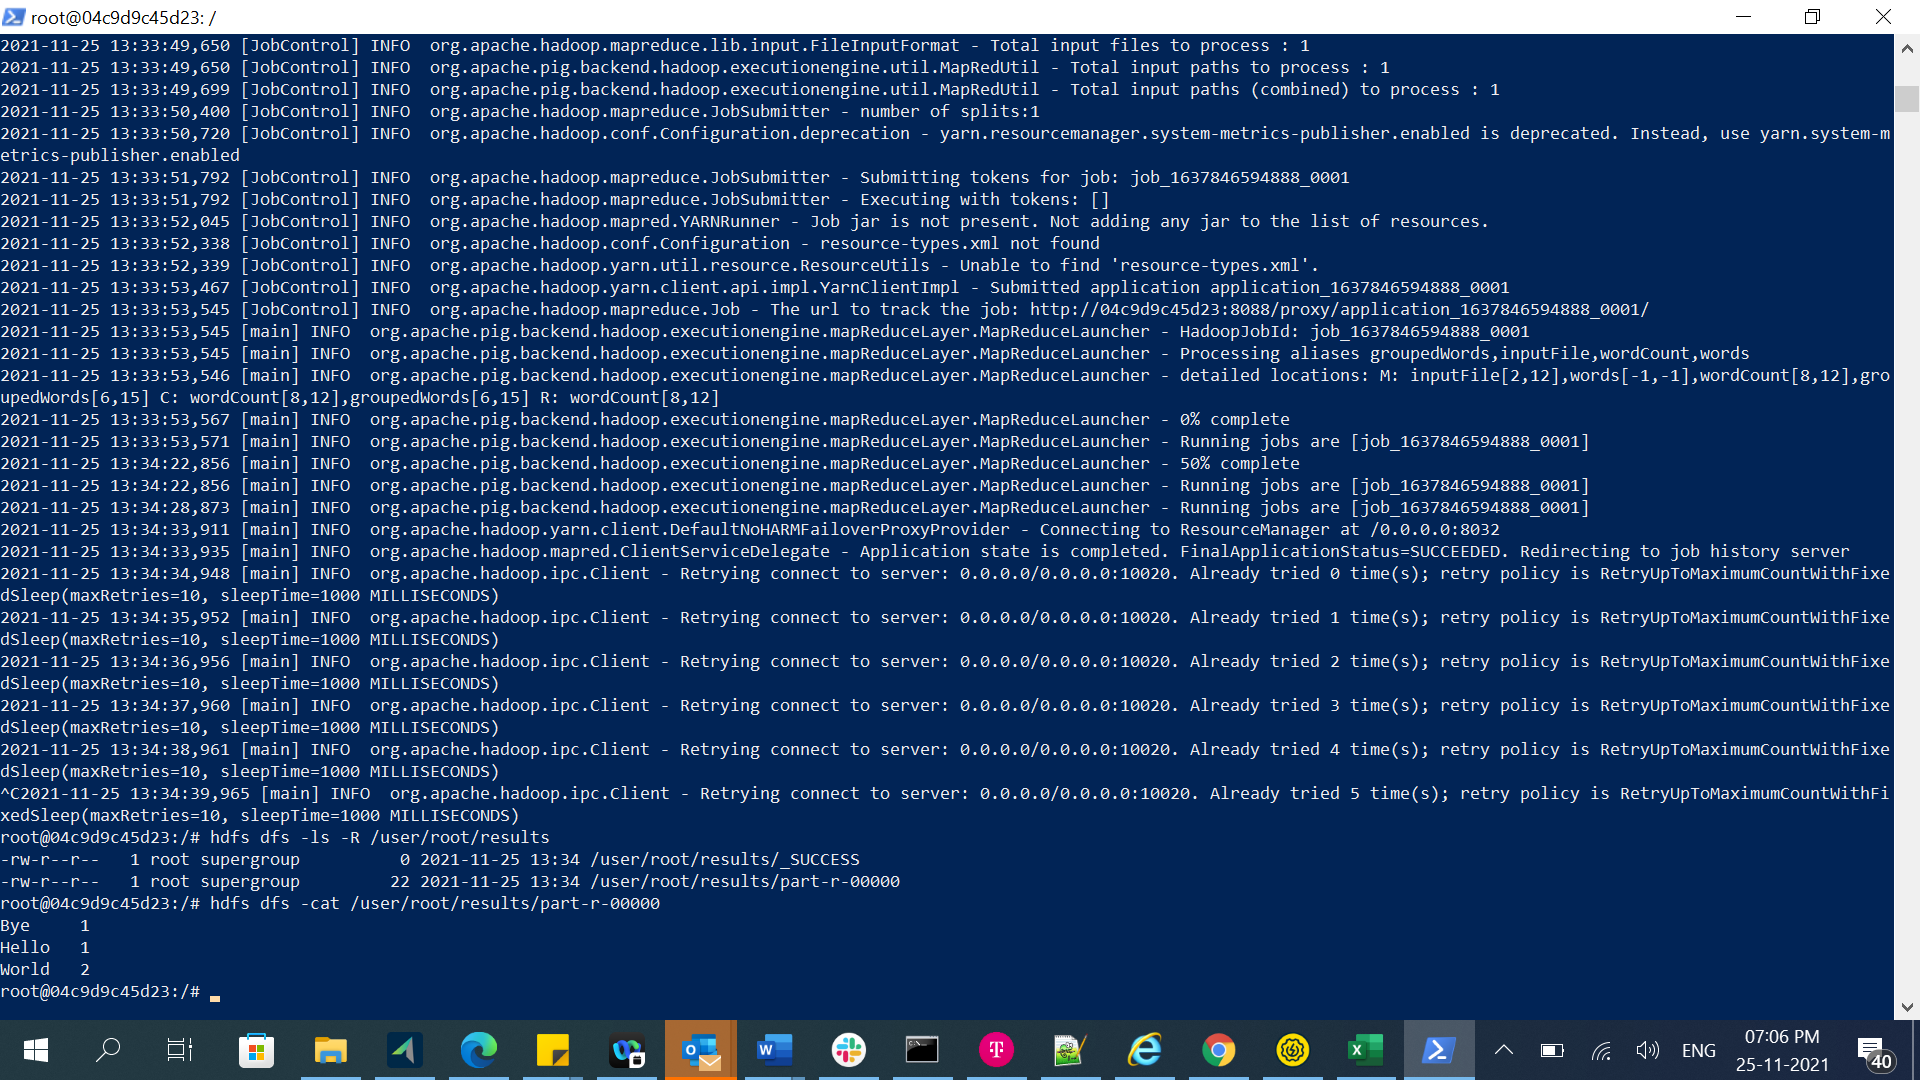 root@04c9d9c45d23: /
2021-11-25 13:33:49,650 [JobControl] INFO  org.apache.hadoop.mapreduce.lib.input.FileInputFormat - Total input files to process : 1
2021-11-25 13:33:49,650 [JobControl] INFO  org.apache.pig.backend.hadoop.executionengine.util.MapRedUtil - Total input paths to process : 1
2021-11-25 13:33:49,699 [JobControl] INFO  org.apache.pig.backend.hadoop.executionengine.util.MapRedUtil - Total input paths (combined) to process : 1
2021-11-25 13:33:50,400 [JobControl] INFO  org.apache.hadoop.mapreduce.JobSubmitter - number of splits:1
2021-11-25 13:33:50,720 [JobControl] INFO  org.apache.hadoop.conf.Configuration.deprecation - yarn.resourcemanager.system-metrics-publisher.enabled is deprecated. Instead, use yarn.system-m
etrics-publisher.enabled
2021-11-25 13:33:51,792 [JobControl] INFO  org.apache.hadoop.mapreduce.JobSubmitter - Submitting tokens for job: job_1637846594888_0001
2021-11-25 13:33:51,792 [JobControl] INFO  org.apache.hadoop.mapreduce.JobSubmitter - Executing with tokens: []
2021-11-25 13:33:52,045 [JobControl] INFO  org.apache.hadoop.mapred.YARNRunner - Job jar is not present. Not adding any jar to the list of resources.
2021-11-25 13:33:52,338 [JobControl] INFO  org.apache.hadoop.conf.Configuration - resource-types.xml not found
2021-11-25 13:33:52,339 [JobControl] INFO  org.apache.hadoop.yarn.util.resource.ResourceUtils - Unable to find 'resource-types.xml'.
2021-11-25 13:33:53,467 [JobControl] INFO  org.apache.hadoop.yarn.client.api.impl.YarnClientImpl - Submitted application application_1637846594888_0001
2021-11-25 13:33:53,545 [JobControl] INFO  org.apache.hadoop.mapreduce.Job - The url to track the job: http://04c9d9c45d23:8088/proxy/application_1637846594888_0001/
2021-11-25 13:33:53,545 [main] INFO  org.apache.pig.backend.hadoop.executionengine.mapReduceLayer.MapReduceLauncher - HadoopJobId: job_1637846594888_0001
2021-11-25 13:33:53,545 [main] INFO  org.apache.pig.backend.hadoop.executionengine.mapReduceLayer.MapReduceLauncher - Processing aliases groupedWords,inputFile,wordCount,words
2021-11-25 13:33:53,546 [main] INFO  org.apache.pig.backend.hadoop.executionengine.mapReduceLayer.MapReduceLauncher - detailed locations: M: inputFile[2,12],words[-1,-1],wordCount[8,12],gro
upedWords[6,15] C: wordCount[8,12],groupedWords[6,15] R: wordCount[8,12]
2021-11-25 13:33:53,567 [main] INFO  org.apache.pig.backend.hadoop.executionengine.mapReduceLayer.MapReduceLauncher - 0% complete
2021-11-25 13:33:53,571 [main] INFO  org.apache.pig.backend.hadoop.executionengine.mapReduceLayer.MapReduceLauncher - Running jobs are [job_1637846594888_0001]
2021-11-25 13:34:22,856 [main] INFO  org.apache.pig.backend.hadoop.executionengine.mapReduceLayer.MapReduceLauncher - 50% complete
2021-11-25 13:34:22,856 [main] INFO  org.apache.pig.backend.hadoop.executionengine.mapReduceLayer.MapReduceLauncher - Running jobs are [job_1637846594888_0001]
2021-11-25 13:34:28,873 [main] INFO  org.apache.pig.backend.hadoop.executionengine.mapReduceLayer.MapReduceLauncher - Running jobs are [job_1637846594888_0001]
2021-11-25 13:34:33,911 [main] INFO  org.apache.hadoop.yarn.client.DefaultNoHARMFailoverProxyProvider - Connecting to ResourceManager at /0.0.0.0:8032
2021-11-25 13:34:33,935 [main] INFO  org.apache.hadoop.mapred.ClientServiceDelegate - Application state is completed. FinalApplicationStatus=SUCCEEDED. Redirecting to job history server
2021-11-25 13:34:34,948 [main] INFO  org.apache.hadoop.ipc.Client - Retrying connect to server: 0.0.0.0/0.0.0.0:10020. Already tried 0 time(s); retry policy is RetryUpToMaximumCountWithFixe
dSleep(maxRetries=10, sleepTime=1000 MILLISECONDS)
2021-11-25 13:34:35,952 [main] INFO  org.apache.hadoop.ipc.Client - Retrying connect to server: 0.0.0.0/0.0.0.0:10020. Already tried 1 time(s); retry policy is RetryUpToMaximumCountWithFixe
dSleep(maxRetries=10, sleepTime=1000 MILLISECONDS)
2021-11-25 13:34:36,956 [main] INFO  org.apache.hadoop.ipc.Client - Retrying connect to server: 0.0.0.0/0.0.0.0:10020. Already tried 2 time(s); retry policy is RetryUpToMaximumCountWithFixe
dSleep(maxRetries=10, sleepTime=1000 MILLISECONDS)
2021-11-25 13:34:37,960 [main] INFO  org.apache.hadoop.ipc.Client - Retrying connect to server: 0.0.0.0/0.0.0.0:10020. Already tried 3 time(s); retry policy is RetryUpToMaximumCountWithFixe
dSleep(maxRetries=10, sleepTime=1000 MILLISECONDS)
2021-11-25 13:34:38,961 [main] INFO  org.apache.hadoop.ipc.Client - Retrying connect to server: 0.0.0.0/0.0.0.0:10020. Already tried 4 time(s); retry policy is RetryUpToMaximumCountWithFixe
dSleep(maxRetries=10, sleepTime=1000 MILLISECONDS)
^C2021-11-25 13:34:39,965 [main] INFO  org.apache.hadoop.ipc.Client - Retrying connect to server: 0.0.0.0/0.0.0.0:10020. Already tried 5 time(s); retry policy is RetryUpToMaximumCountWithFi
xedSleep(maxRetries=10, sleepTime=1000 MILLISECONDS)
root@04c9d9c45d23:/# hdfs dfs -ls -R /user/root/results
-rw-r--r--   1 root supergroup          0 2021-11-25 13:34 /user/root/results/_SUCCESS
-rw-r--r--   1 root supergroup         22 2021-11-25 13:34 /user/root/results/part-r-00000
root@04c9d9c45d23:/# hdfs dfs -cat /user/root/results/part-r-00000
Bye     1
Hello   1
World   2
root@04c9d9c45d23:/#
ENG
07:06 PM
25-11-2021
40